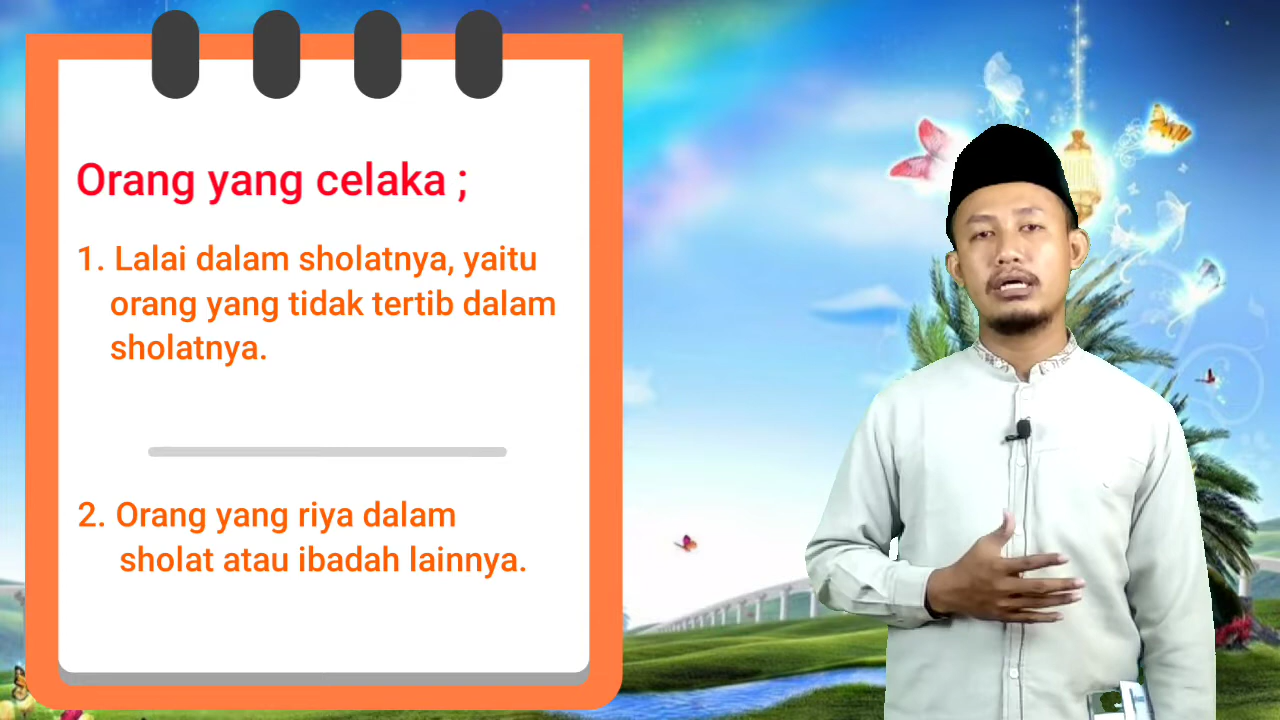 Orang yang celaka ;
1. Lalai dalam sholatnya, yaitu
orang yang tidak tertib dalam
sholatnya.
2. Orang yang riya dalam
sholat atau ibadah lainnya.